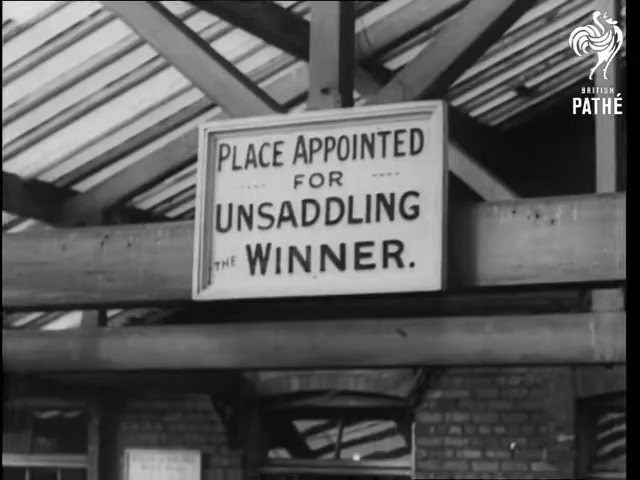 BRITISH
PATHÉ
PLACE APPOINTED
FOR
UNSADDLING
THE WINNER.